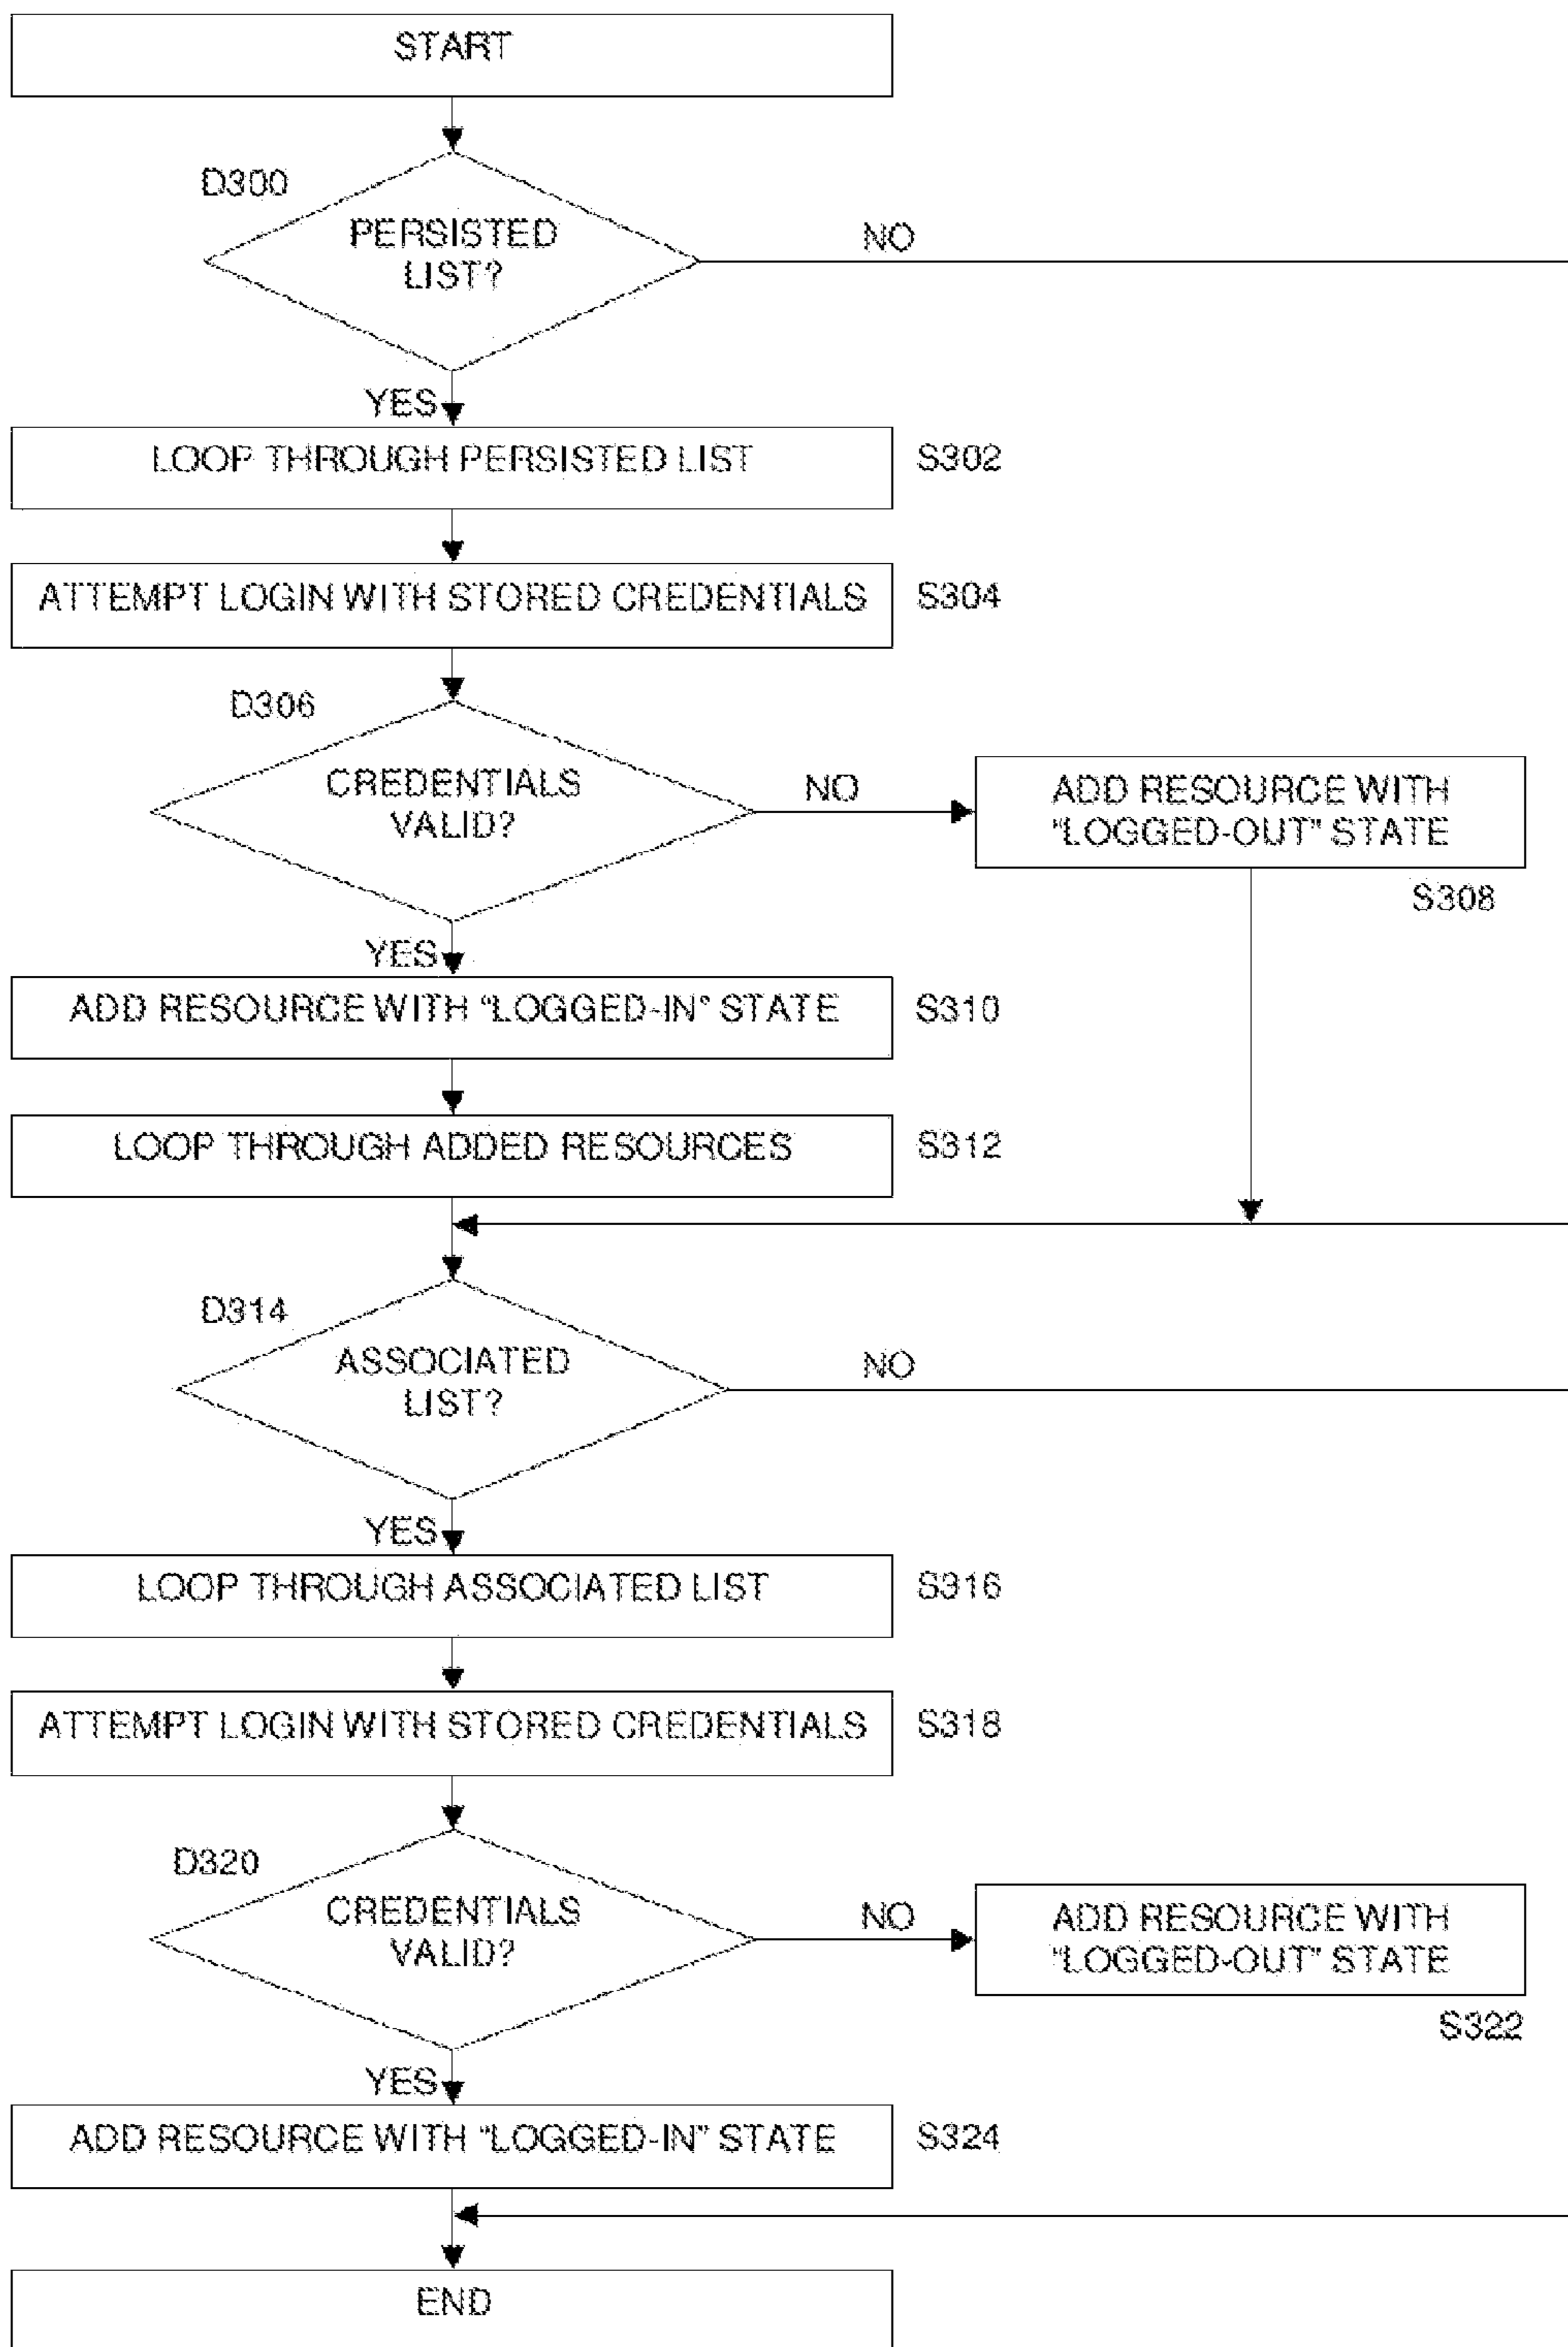 START
D300
PERSISTED
LIST?
NO
YES
LOOP THROUGH PERSISTED LIST
S302
ATTEMPT LOGIN WITH STORED CREDENTIALS
S304
D306
CREDENTIALS
VALID?
NO
ADD RESOURCE WITH
"LOGGED-OUT" STATE
S308
YES
ADD RESOURCE WITH "LOGGED-IN" STATE
S310
LOOP THROUGH ADDED RESOURCES
S312
D314
ASSOCIATED
LIST?
NO
YES
LOOP THROUGH ASSOCIATED LIST
S316
ATTEMPT LOGIN WITH STORED CREDENTIALS
S318
D320
CREDENTIALS
VALID?
NO
ADD RESOURCE WITH
"LOGGED-OUT" STATE
S322
YES
ADD RESOURCE WITH "LOGGED-IN" STATE
S324
END